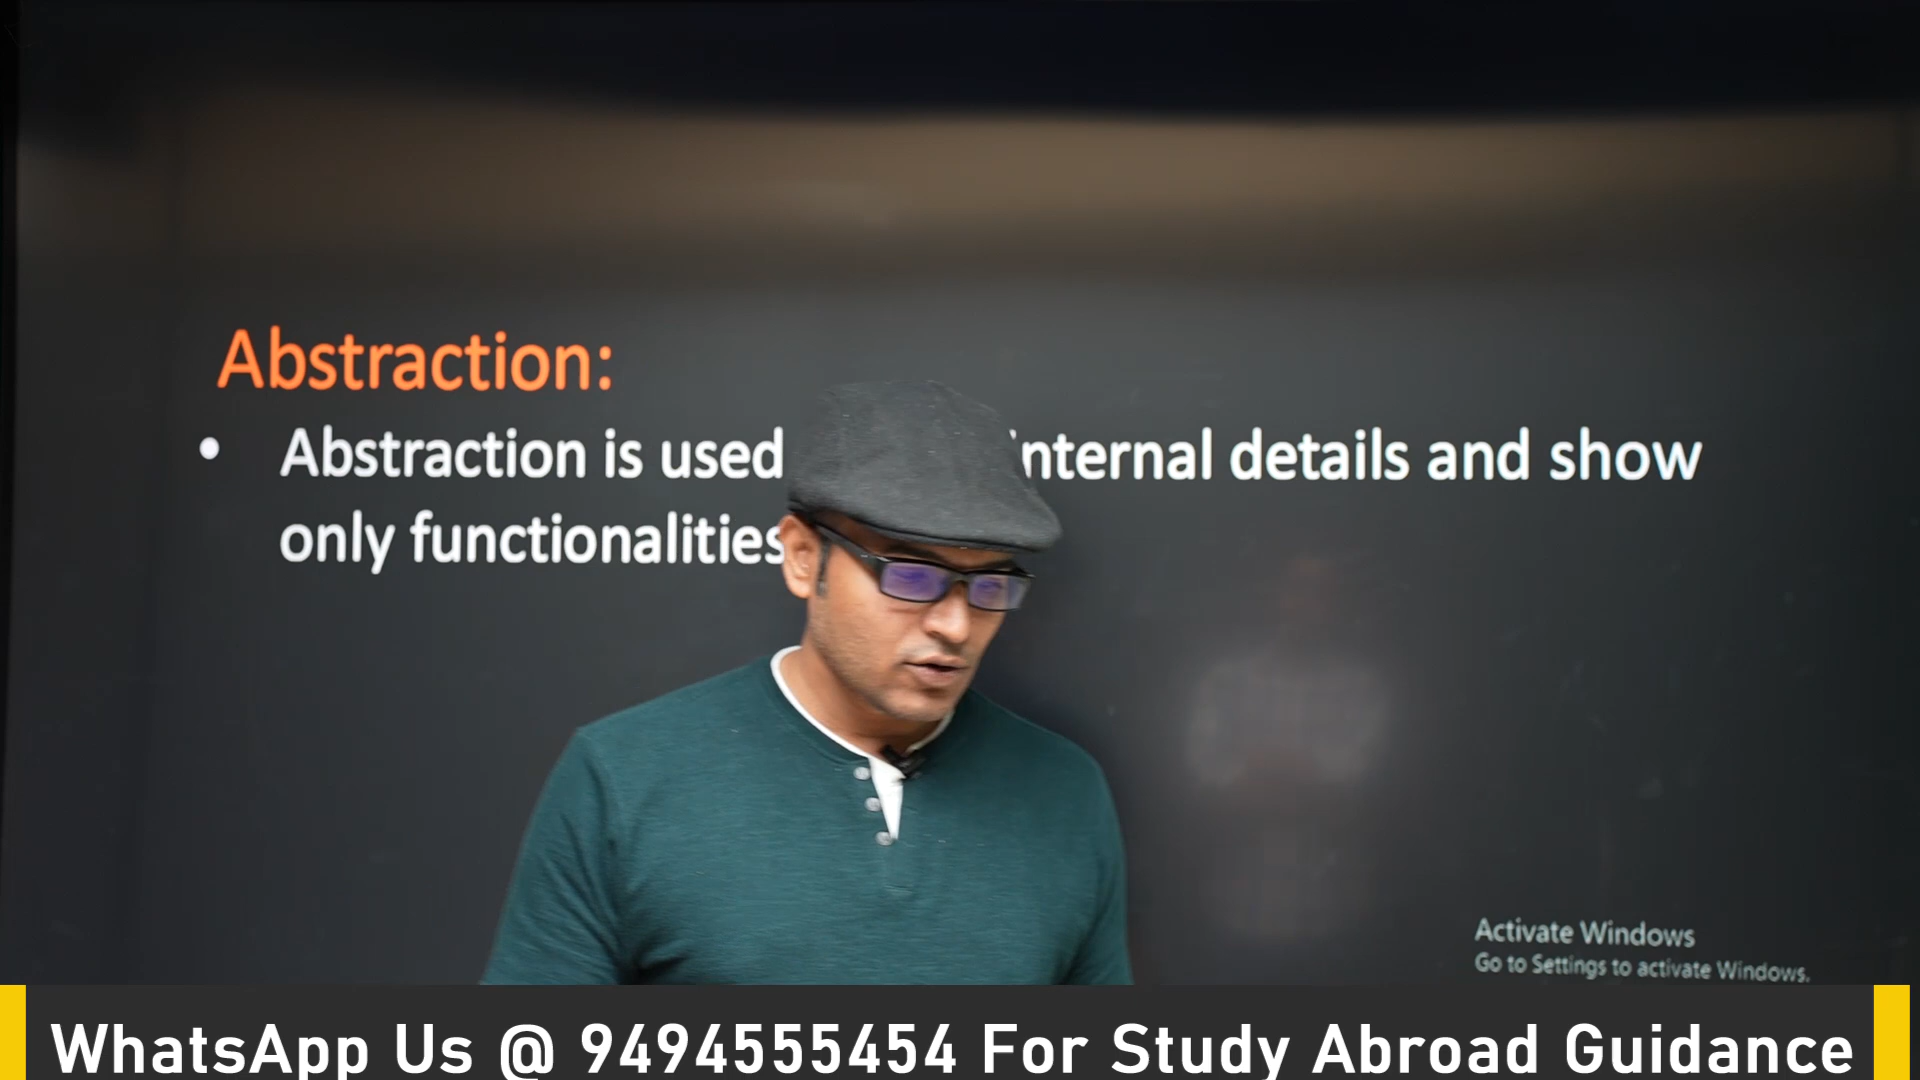 Abstraction:
• Abstraction is used nternal details and show
only functionalities
Activate Windows
Go to Settings to activate Windows.
WhatsApp Us @ 9494555454 For Study Abroad Guidance